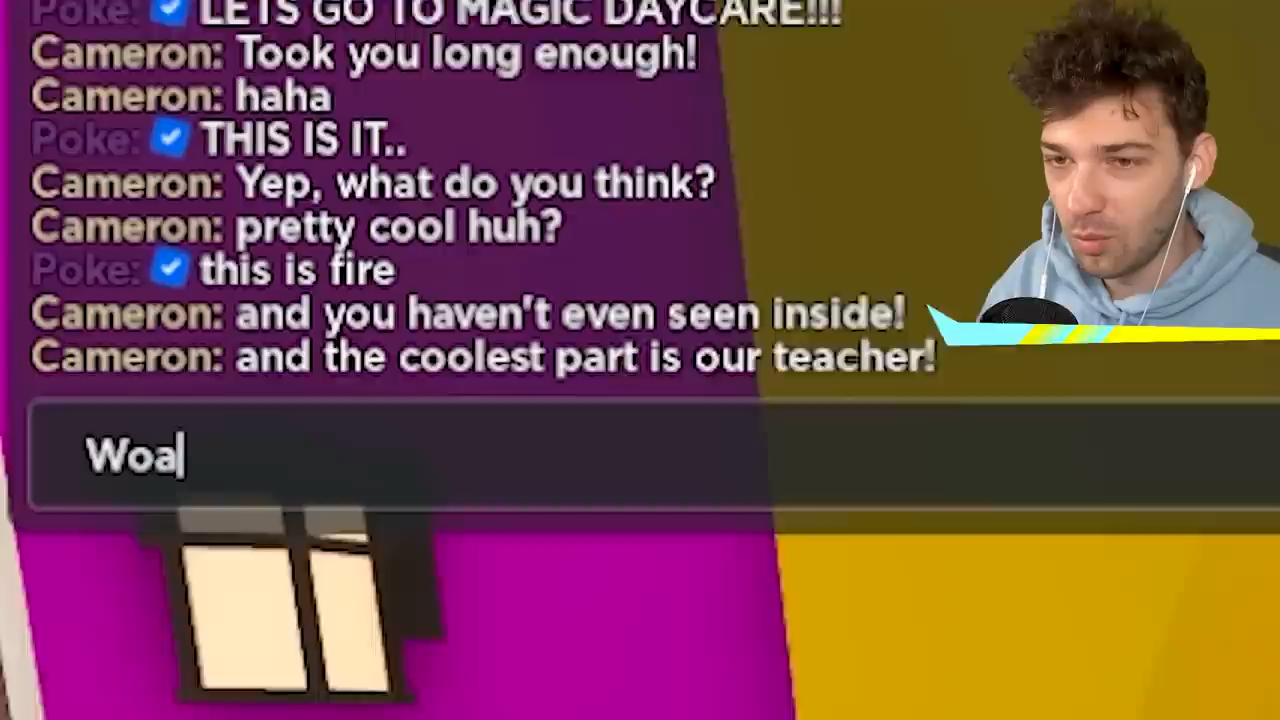 Poke: LETS GO TO MAGIC DAYCARE!!!
Cameron: Took you long enough!
Cameron: haha
Poke: THIS IS IT..
Cameron: Yep, what do you think?
Cameron: pretty cool huh?
Poke: this is fire
Cameron: and you haven't even seen inside!
Cameron: and the coolest part is our teacher!
Woa